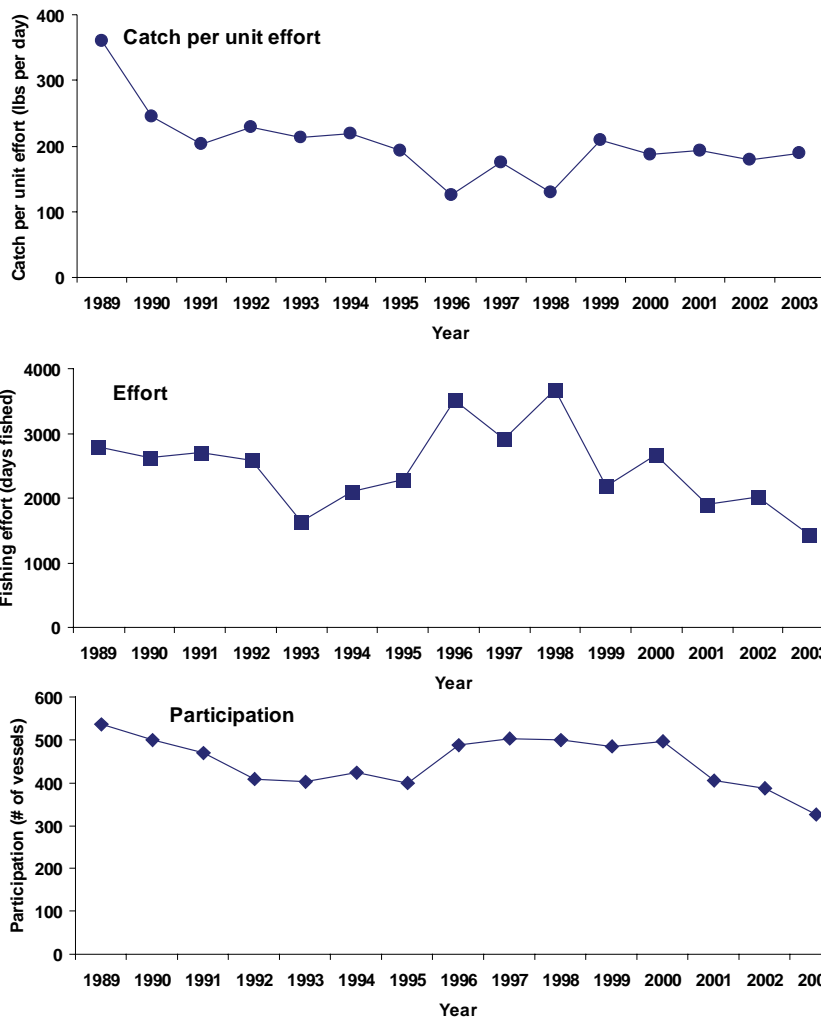 400
Catch per unit effort
300
200
100
0
Catch per unit effort (lbs per day)
1989 1990 1991 1992 1993 1994 1995 1996 1997 1998 1999 2000 2001 2002 2003
Year
4000
Effort
3000
2000
1000
0
Fishing effort (days fished)
1989 1990 1991 1992 1993 1994 1995 1996 1997 1998 1999 2000 2001 2002 2003
Year
600
Participation
500
400
300
200
100
0
Participation (# of vessels)
1989 1990 1991 1992 1993 1994 1995 1996 1997 1998 1999 2000 2001 2002 200
Year